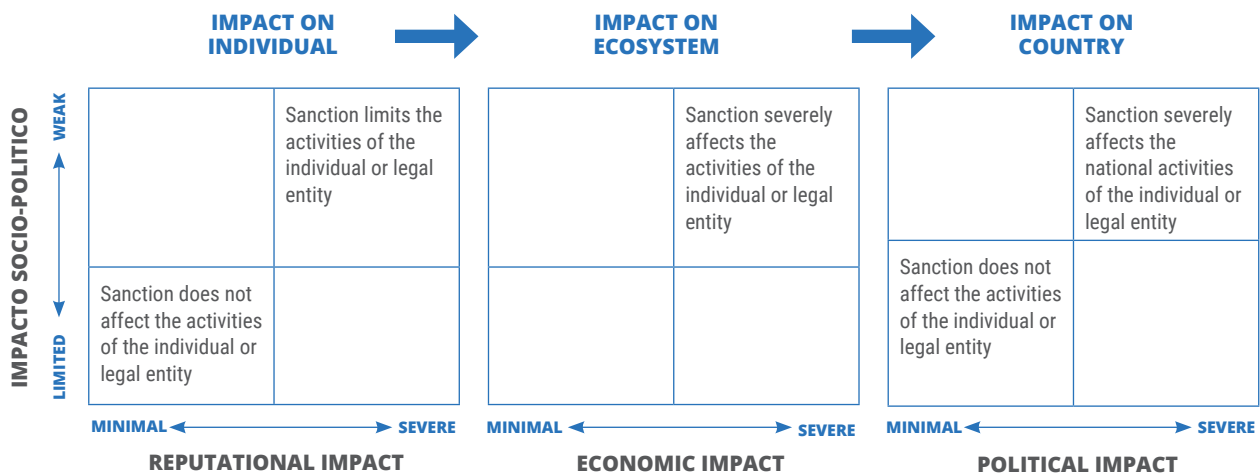 IMPACT ON
INDIVIDUAL
IMPACT ON
ECOSYSTEM
IMPACT ON
COUNTRY
IMPACTO SOCIO-POLITICO
WEAK
LIMITED
Sanction limits the
activities of the
individual or legal
entity
Sanction does not
affect the activities
of the individual or
legal entity
Sanction severely
affects the
activities of the
individual or legal
entity
Sanction severely
affects the
national activities
of the individual or
legal entity
Sanction does not
affect the activities
of the individual or
legal entity
MINIMAL
SEVERE
REPUTATIONAL IMPACT
MINIMAL
SEVERE
ECONOMIC IMPACT
MINIMAL
SEVERE
POLITICAL IMPACT